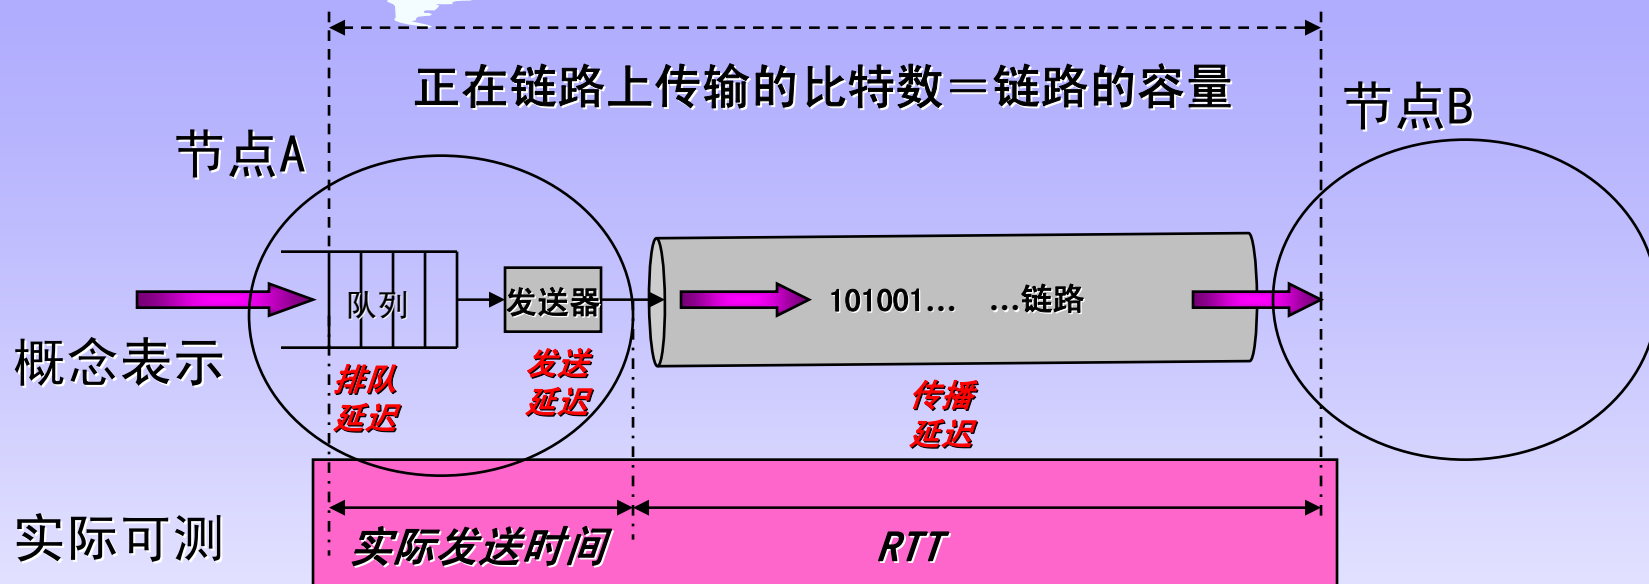 正在链路上传输的比特数＝链路的容量
节点A
节点B
队列
发送器
101001... ...链路
概念表示
排队
延迟
发送
延迟
传播
延迟
实际可测
实际发送时间
RTT